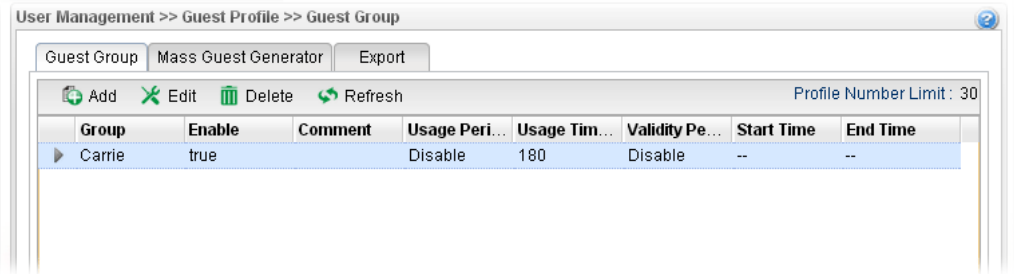 User Management >> Guest Profile >> Guest Group
Guest Group Mass Guest Generator Export
Add Edit Delete Refresh Profile Number Limit : 30
Group Enable Comment Usage Peri... Usage Tim... Validity Pe... Start Time End Time
Carrie true Disable 180 Disable -- --